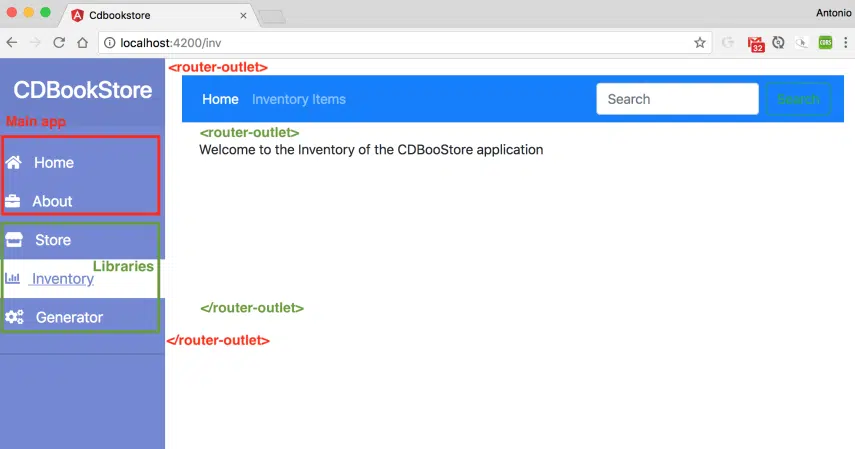 Cdbookstore
Antonio
localhost:4200/inv
32
CORS
CDBookStore
Main app
Home
About
Store
Libraries
Inventory
Generator
<router-outlet>
Home Inventory Items Search Search
<router-outlet>
Welcome to the Inventory of the CDBooStore application
</router-outlet>
</router-outlet>